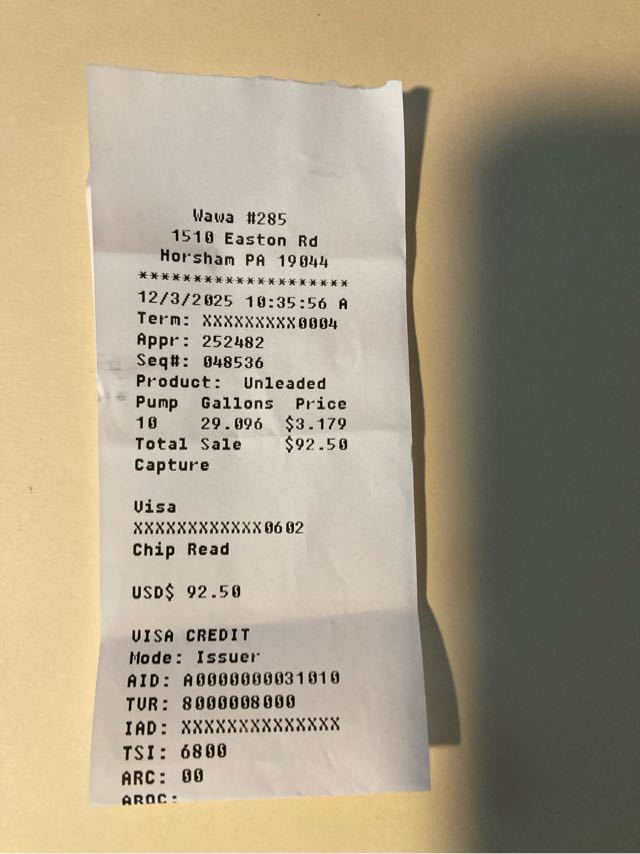 Wawa #285
1510 Easton Rd
Horsham PA 19044
*******************
12/3/2025 10:35:56 A
Term: XXXXXXXXX0004
Appr: 252482
Seq#: 048536
Product: Unleaded
Pump Gallons Price
10 29.096 $3.179
Total Sale $92.50
Capture
Visa
XXXXXXXXXXXX0602
Chip Read
USD$ 92.50
VISA CREDIT
Mode: Issuer
AID: A0000000031010
TVR: 8000008000
IAD: XXXXXXXXXXXXXX
TSI: 6800
ARC: 00
ARQC: